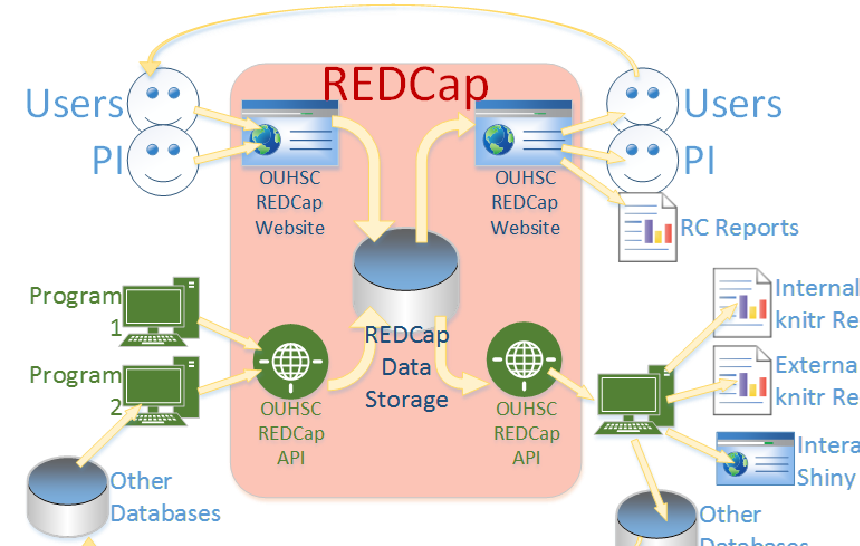 REDCap
Users
PI
OUHSC
REDCap
Website
OUHSC
REDCap
Website
Users
PI
RC Reports
Program
1
Program
2
OUHSC
REDCap
API
REDCap
Data
Storage
OUHSC
REDCap
API
Internal
knitr Re
Externa
knitr Re
Intera
Shiny
Other
Databases
Other
Databases